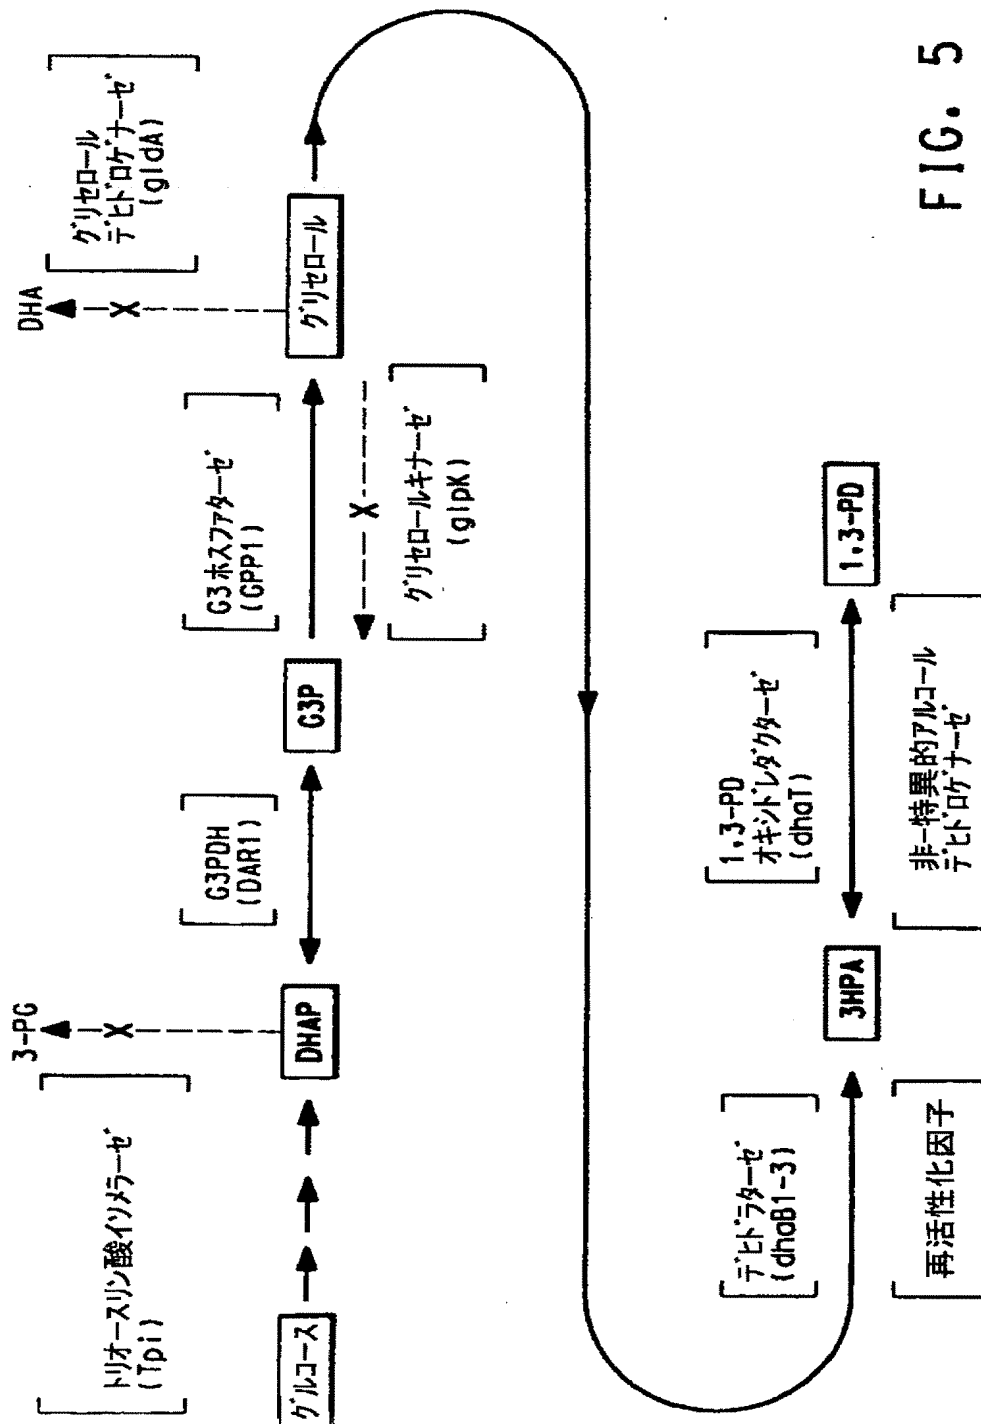 トリオースリン酸イソメラーゼ
(Tpi)
3-PG
X
グルコース
DHAP
G3PDH
(DAR1)
G3P
G3ホスファターゼ
(GPP1)
X
グリセロールキナーゼ
(glpK)
グリセロール
DHA
X
グリセロール
デヒドロゲナーゼ
(gldA)
デヒドラターゼ
(dhaB1-3)
再活性化因子
3HPA
1,3-PD
オキシドレダクターゼ
(dhaT)
非-特異的アルコール
デヒドロゲナーゼ
1,3-PD
FIG. 5